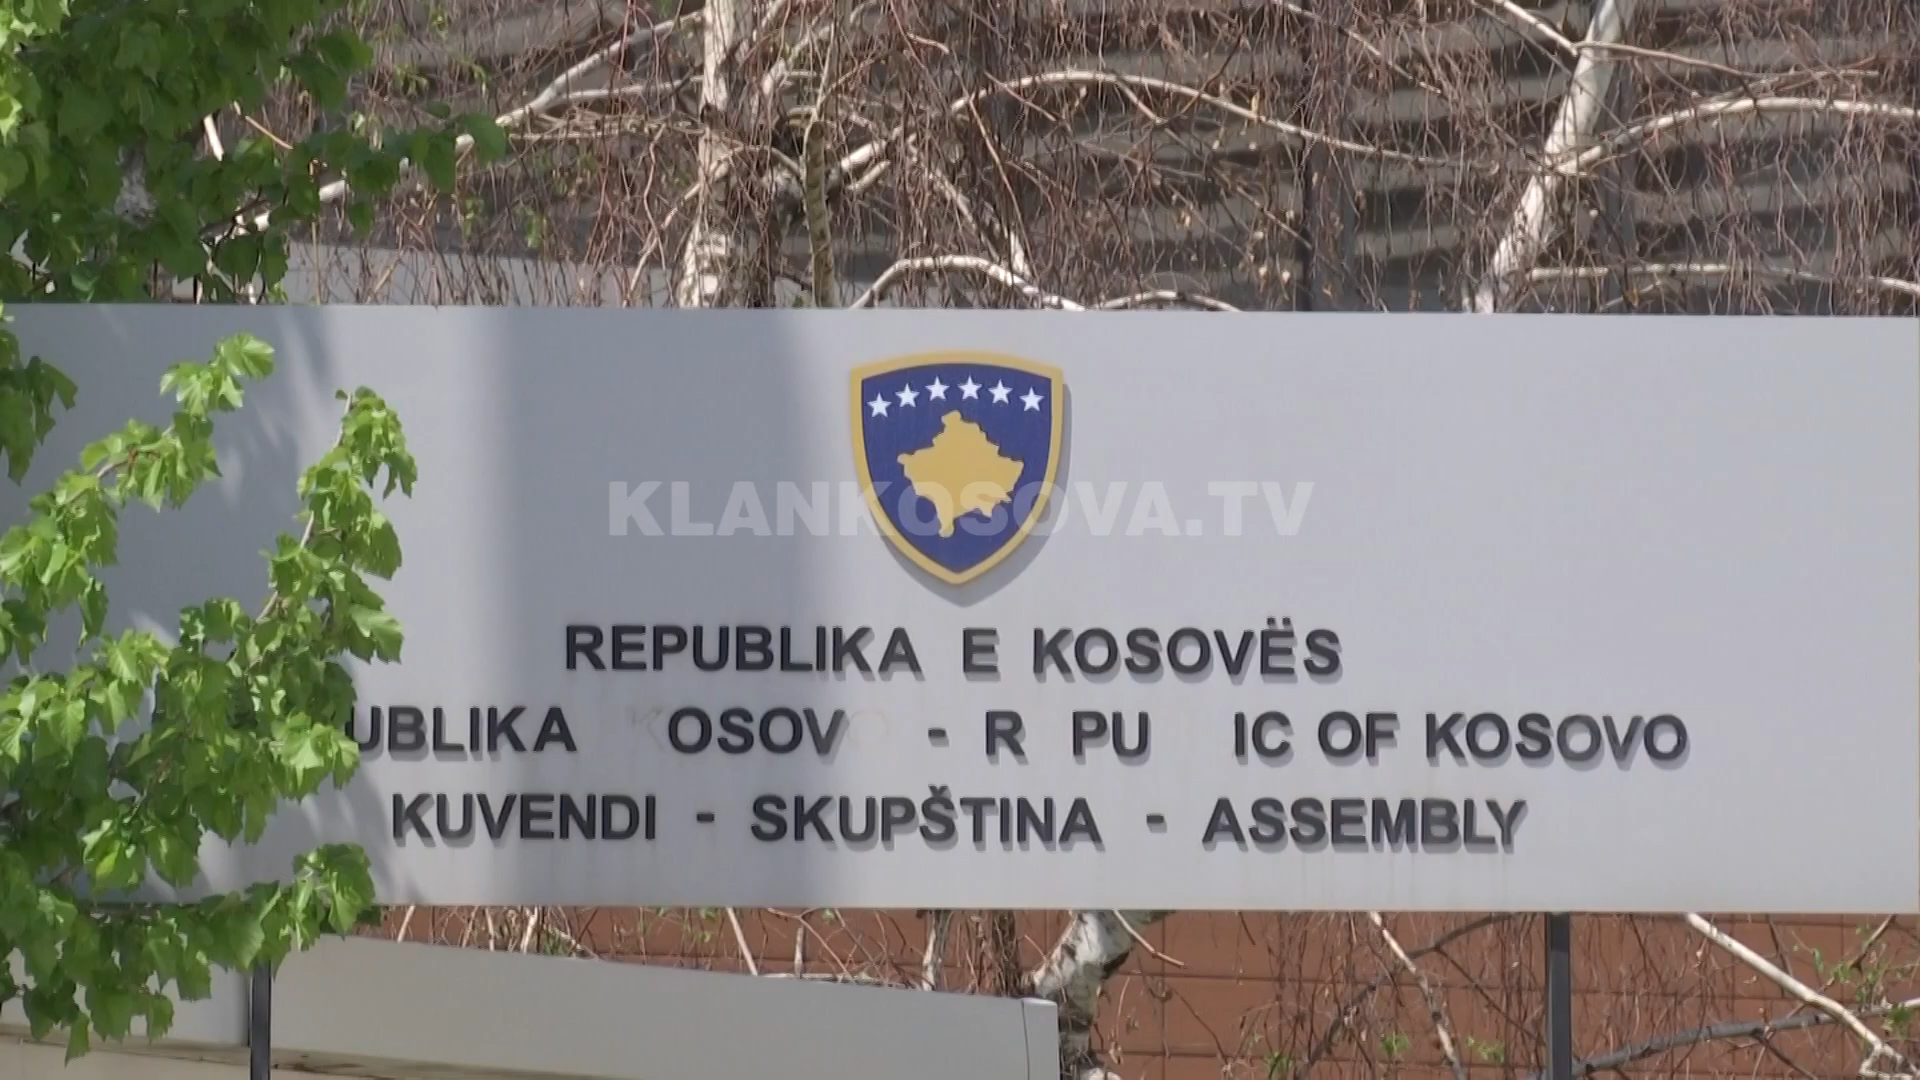 KLANKOSOVA.TV
REPUBLIKA E KOSOVËS
UBLIKA OSOV - R PU IC OF KOSOVO
KUVENDI - SKUPŠTINA - ASSEMBLY